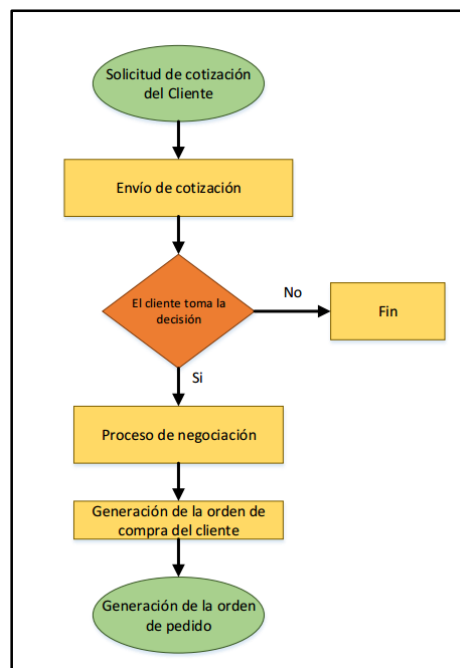 Solicitud de cotización
del Cliente
Envío de cotización
El cliente toma la
decisión
No
Fin
Si
Proceso de negociación
Generación de la orden de
compra del cliente
Generación de la orden
de pedido